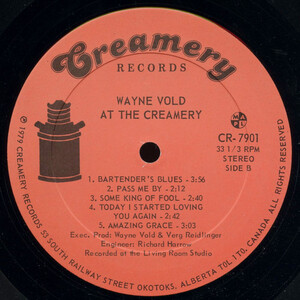 Creamery
RECORDS
WAYNE VOLD
AT THE CREAMERY
CR-7901
33 1/3 RPM
STEREO
SIDE B
1. BARTENDER'S BLUES - 3:56
2. PASS ME BY - 2:12
3. SOME KING OF FOOL - 2:40
4. TODAY I STARTED LOVING
YOU AGAIN - 2:42
5. AMAZING GRACE - 3:03
Exec. Prod: Wayne Vold & Verg Reidlinger
Engineer: Richard Harrow
Recorded at the Living Room Studio
℗ 1979 CREAMERY RECORDS 53 SOUTH RAILWAY STREET OKOTOKS, ALBERTA T0L 1T0, CANADA ALL RIGHTS RESERVED